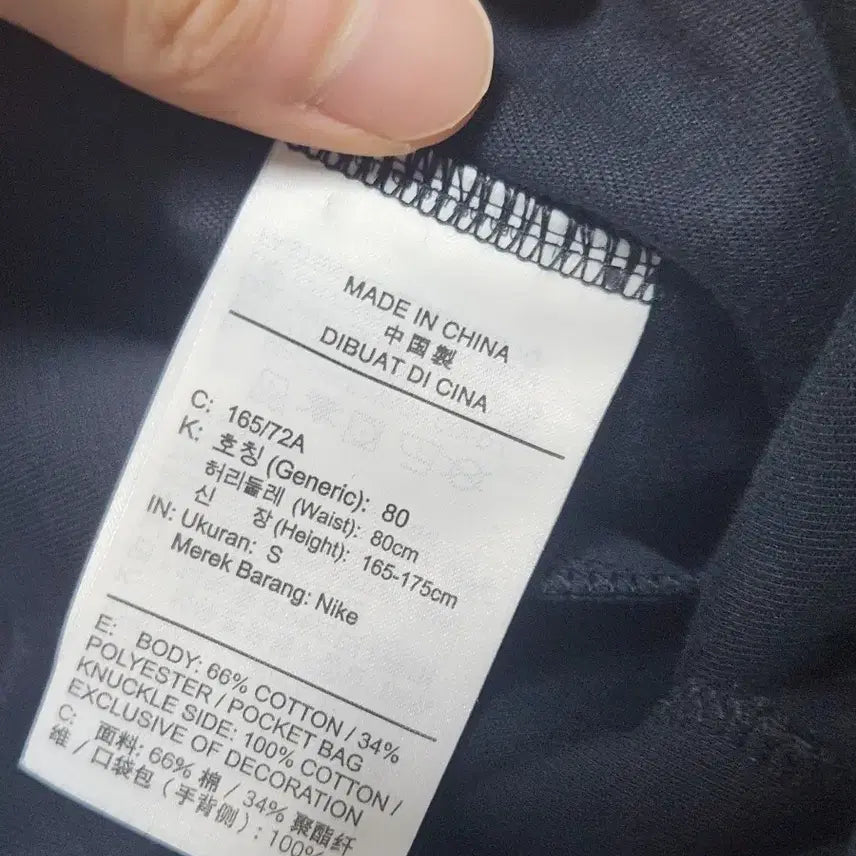 MADE IN CHINA
中国製
DIBUAT DI CINA
C: 165/72A
K: 호칭 (Generic): 80
허리둘레 (Waist): 80cm
신 장 (Height): 165-175cm
IN: Ukuran: S
Merek Barang: Nike
E: BODY: 66% COTTON / 34%
POLYESTER / POCKET BAG
KNUCKLE SIDE: 100% COTTON /
EXCLUSIVE OF DECORATION
C: 面料: 66% 棉 / 34% 聚酯纤
维 / 口袋包 (手背侧) : 100%